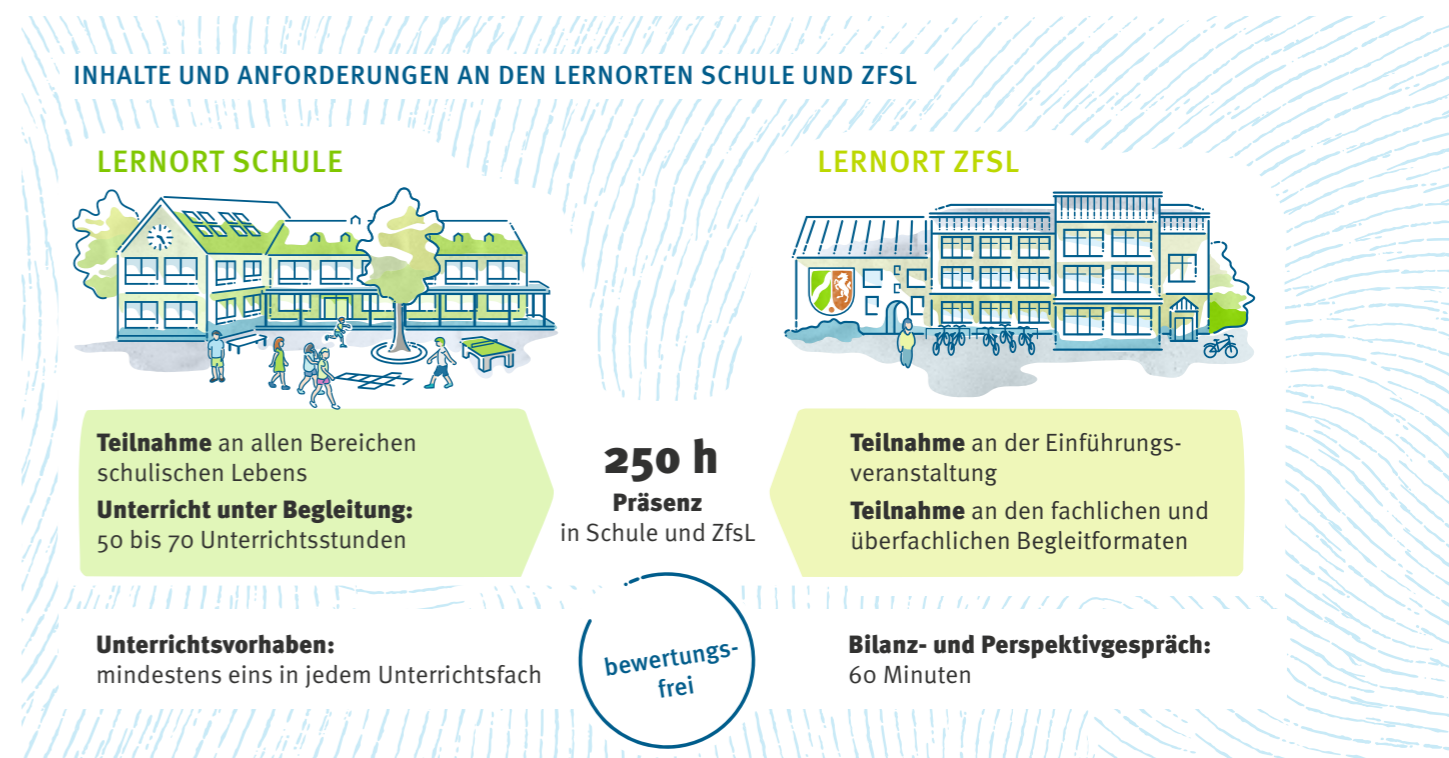 INHALTE UND ANFORDERUNGEN AN DEN LERNORTEN SCHULE UND ZFSL
LERNORT SCHULE
Teilnahme an allen Bereichen
schulischen Lebens
Unterricht unter Begleitung:
50 bis 70 Unterrichtsstunden
Unterrichtsvorhaben:
mindestens eins in jedem Unterrichtsfach
250 h
Präsenz
in Schule und ZfsL
bewertungs-
frei
LERNORT ZFSL
Teilnahme an der Einführungs-
veranstaltung
Teilnahme an den fachlichen und
überfachlichen Begleitformaten
Bilanz- und Perspektivgespräch:
60 Minuten